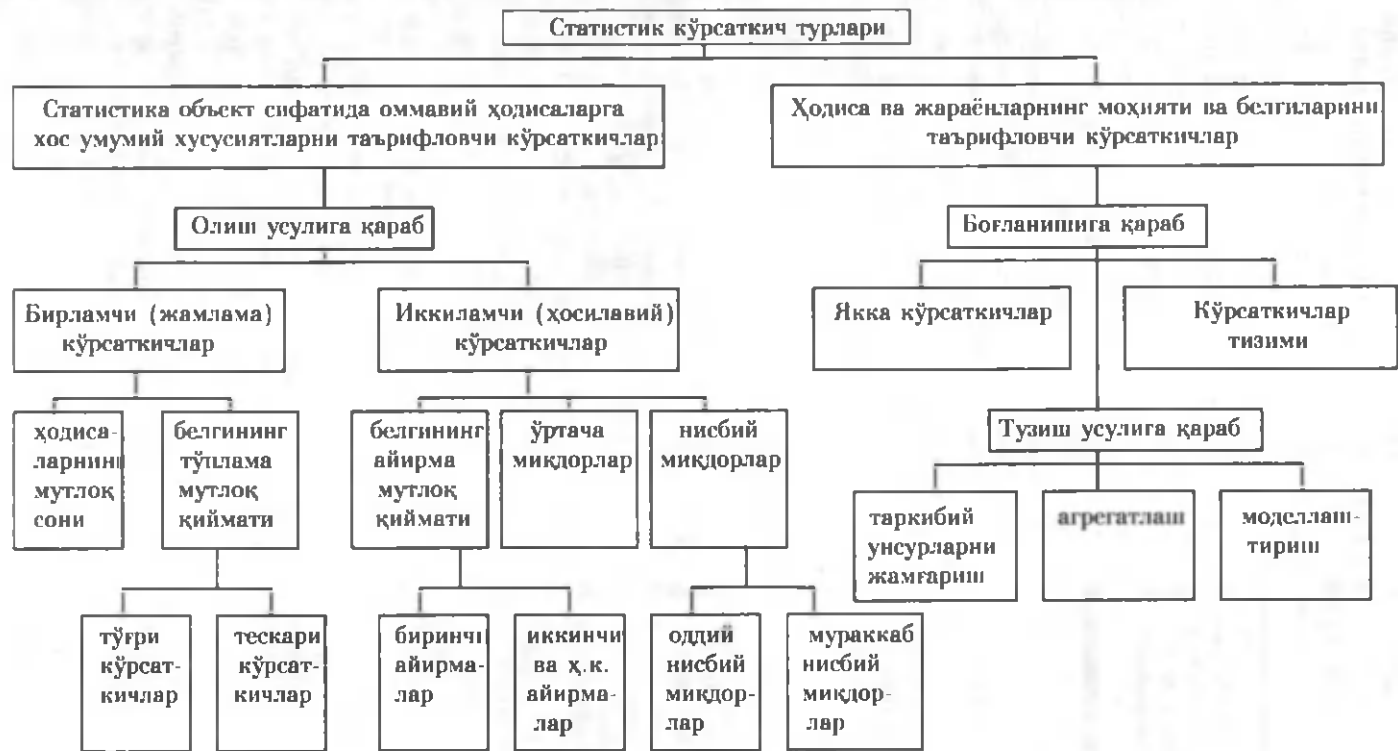 Статистик кўрсаткич турлари
Статистика объект сифатида оммавий ҳодисаларга
хос умумий хусусиятларни таърифловчи кўрсаткичлар
Ҳодиса ва жараёнларнинг моҳияти ва белгиларини
таърифловчи кўрсаткичлар
Олиш усулига қараб
Боғланишига қараб
Бирламчи (жамлама)
кўрсаткичлар
Иккиламчи (ҳосилавий)
кўрсаткичлар
Якка кўрсаткичлар
Кўрсаткичлар
тизими
ҳодиса-
ларнинг
мутлоқ
сони
белгининг
тўплама
мутлоқ
қиймати
белгининг
айирма
мутлоқ
қиймати
ўртача
миқдорлар
нисбий
миқдорлар
Тузиш усулига қараб
таркибий
унсурларни
жамғариш
агрегатлаш
моделлаш-
тириш
тўғри
кўрсат-
кичлар
тескари
кўрсат-
кичлар
биринчи
айирма-
лар
иккинчи
ва ҳ.к.
айирма-
лар
оддий
нисбий
миқдор-
лар
мураккаб
нисбий
миқдор-
лар